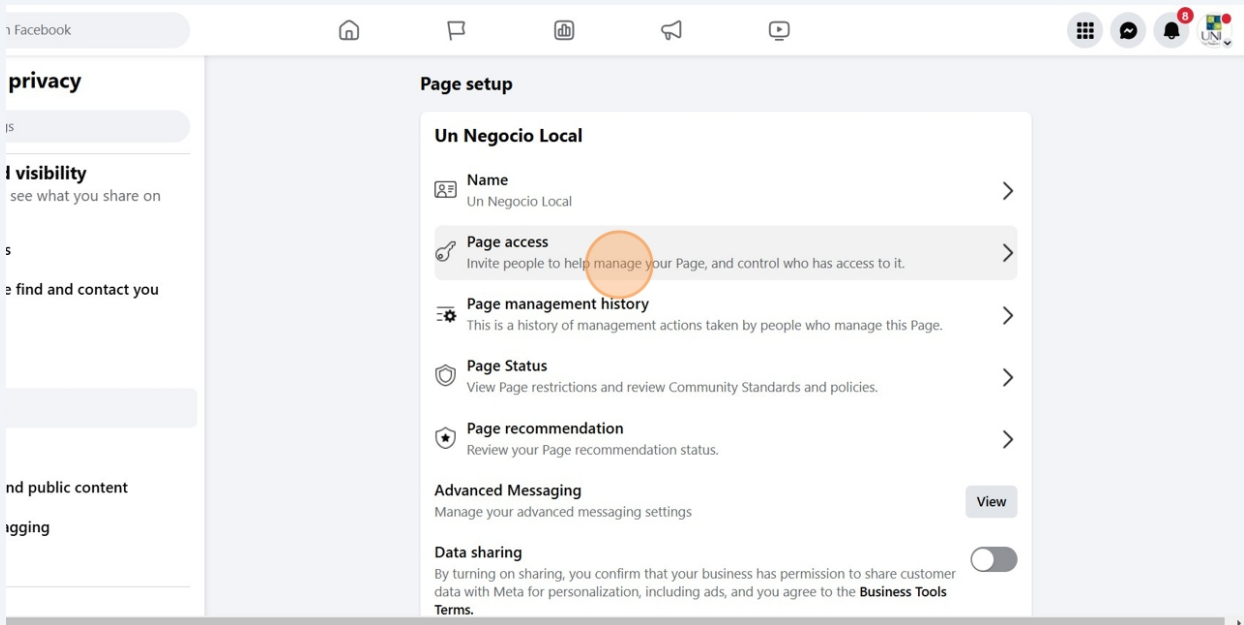 Facebook
8
UNI
privacy
visibility
see what you share on
find and contact you
nd public content
agging
Page setup
Un Negocio Local
Name
Un Negocio Local
Page access
Invite people to help manage your Page, and control who has access to it.
Page management history
This is a history of management actions taken by people who manage this Page.
Page Status
View Page restrictions and review Community Standards and policies.
Page recommendation
Review your Page recommendation status.
Advanced Messaging
Manage your advanced messaging settings
View
Data sharing
By turning on sharing, you confirm that your business has permission to share customer
data with Meta for personalization, including ads, and you agree to the Business Tools
Terms.